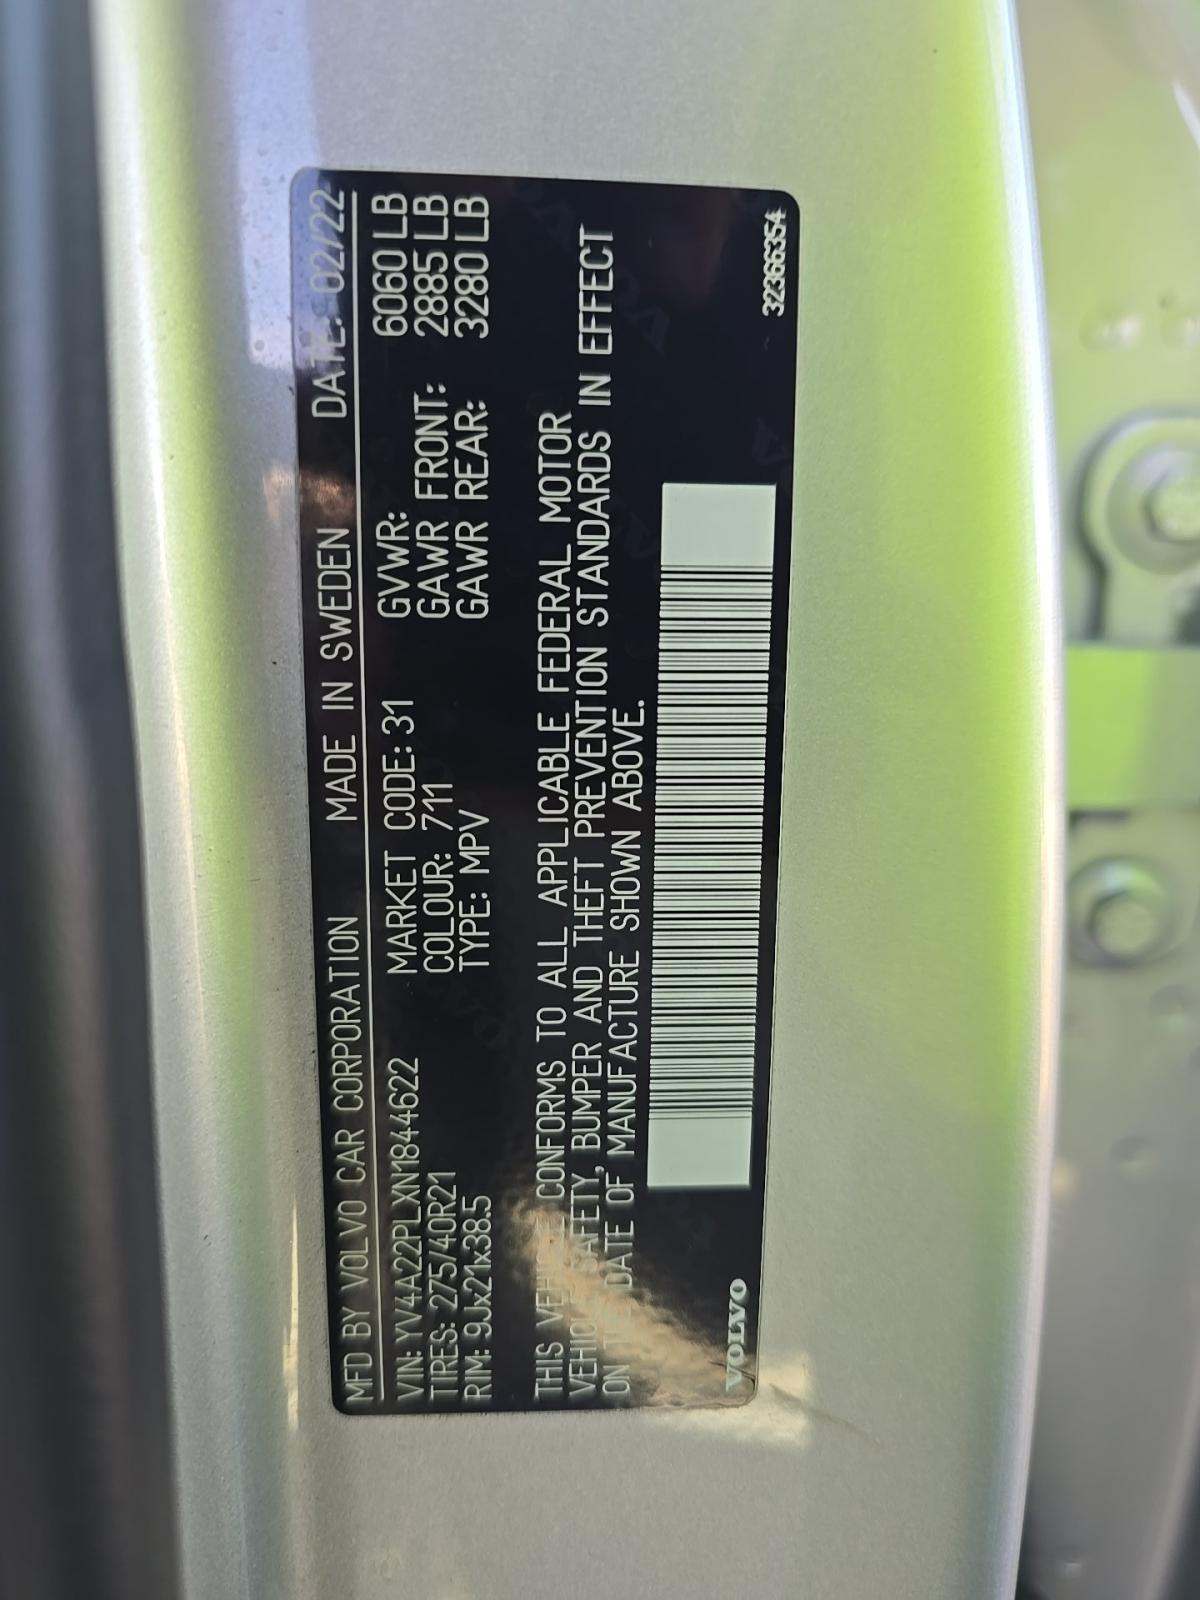 MFD BY VOLVO CAR CORPORATION MADE IN SWEDEN DATE: 02/22
VIN: YV4A22PLXN1844622 MARKET CODE: 31 GVWR: 6060 LB
TIRES: 275/40R21 COLOUR: 711 GAWR FRONT: 2885 LB
RIM: 9Jx21x38.5 TYPE: MPV GAWR REAR: 3280 LB
THIS VEHICLE CONFORMS TO ALL APPLICABLE FEDERAL MOTOR
VEHICLE SAFETY, BUMPER AND THEFT PREVENTION STANDARDS IN EFFECT
ON THE DATE OF MANUFACTURE SHOWN ABOVE.
VOLVO 32366354